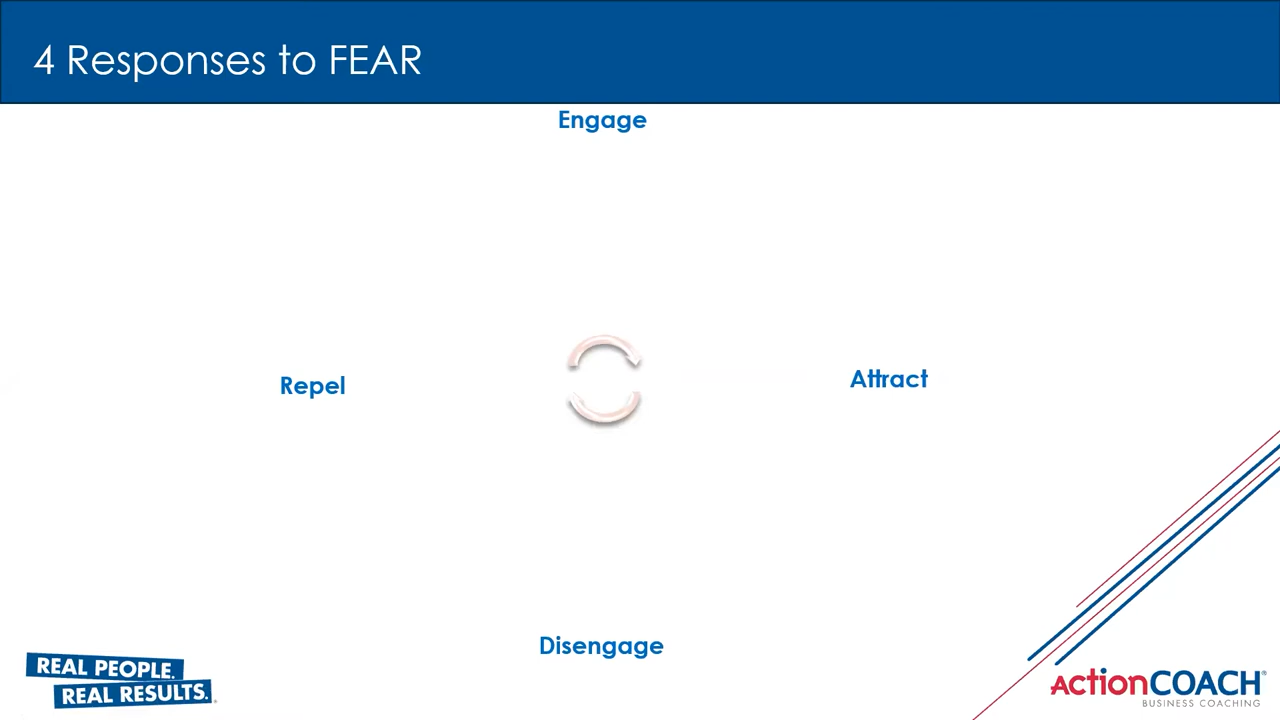 4 Responses to FEAR
Engage
Repel
Attract
Disengage
REAL PEOPLE.
REAL RESULTS.
ActionCOACH®
BUSINESS COACHING